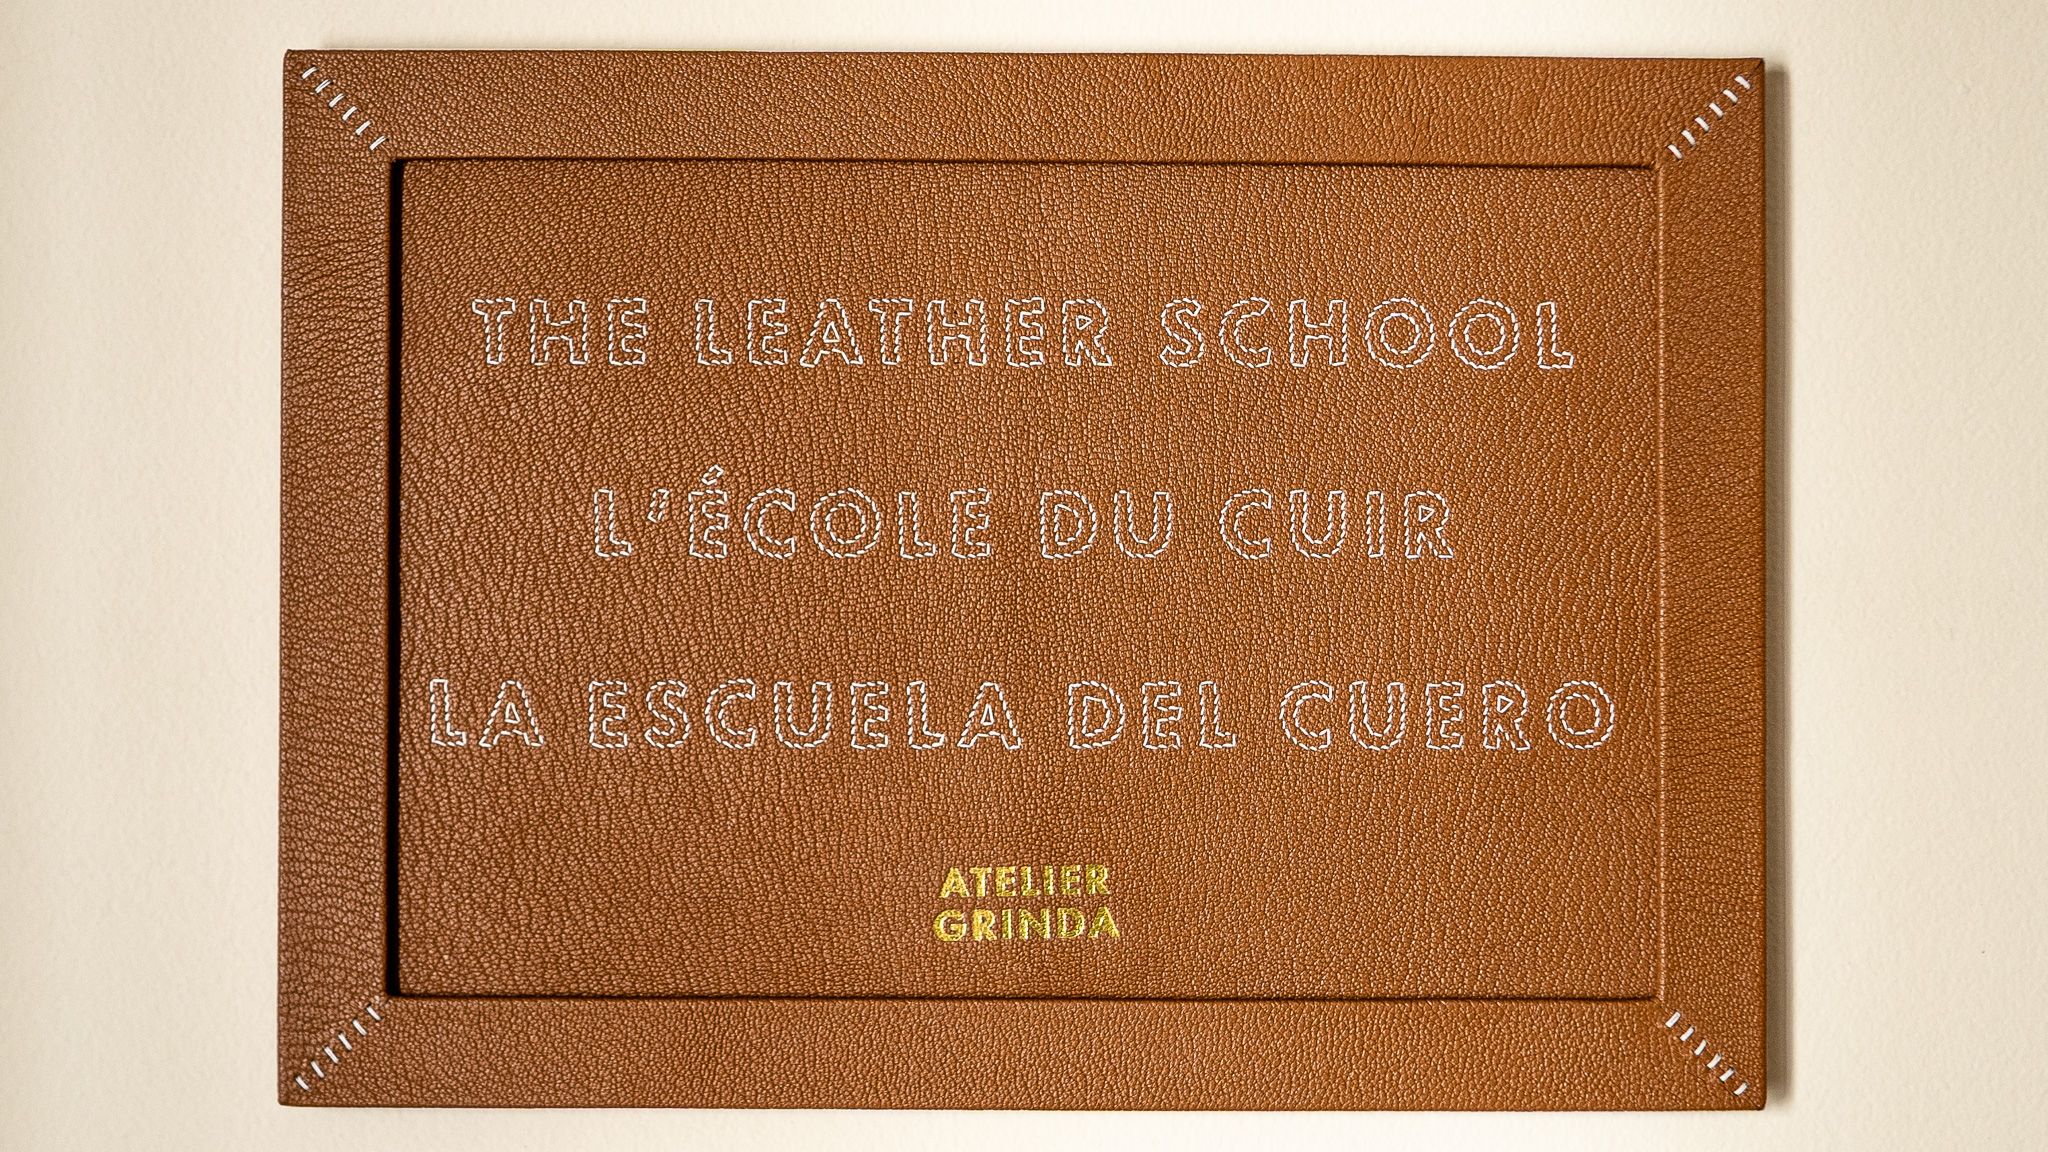 THE LEATHER SCHOOL
L'ÉCOLE DU CUIR
LA ESCUELA DEL CUERO
ATELIER
GRINDA